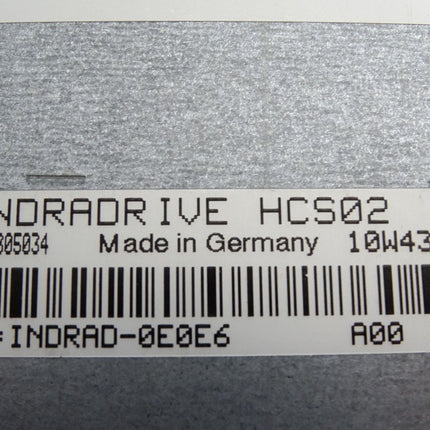 NDRADRIVE HCS02
305034 Made in Germany 10W43
INDRAD-0E0E6 A00